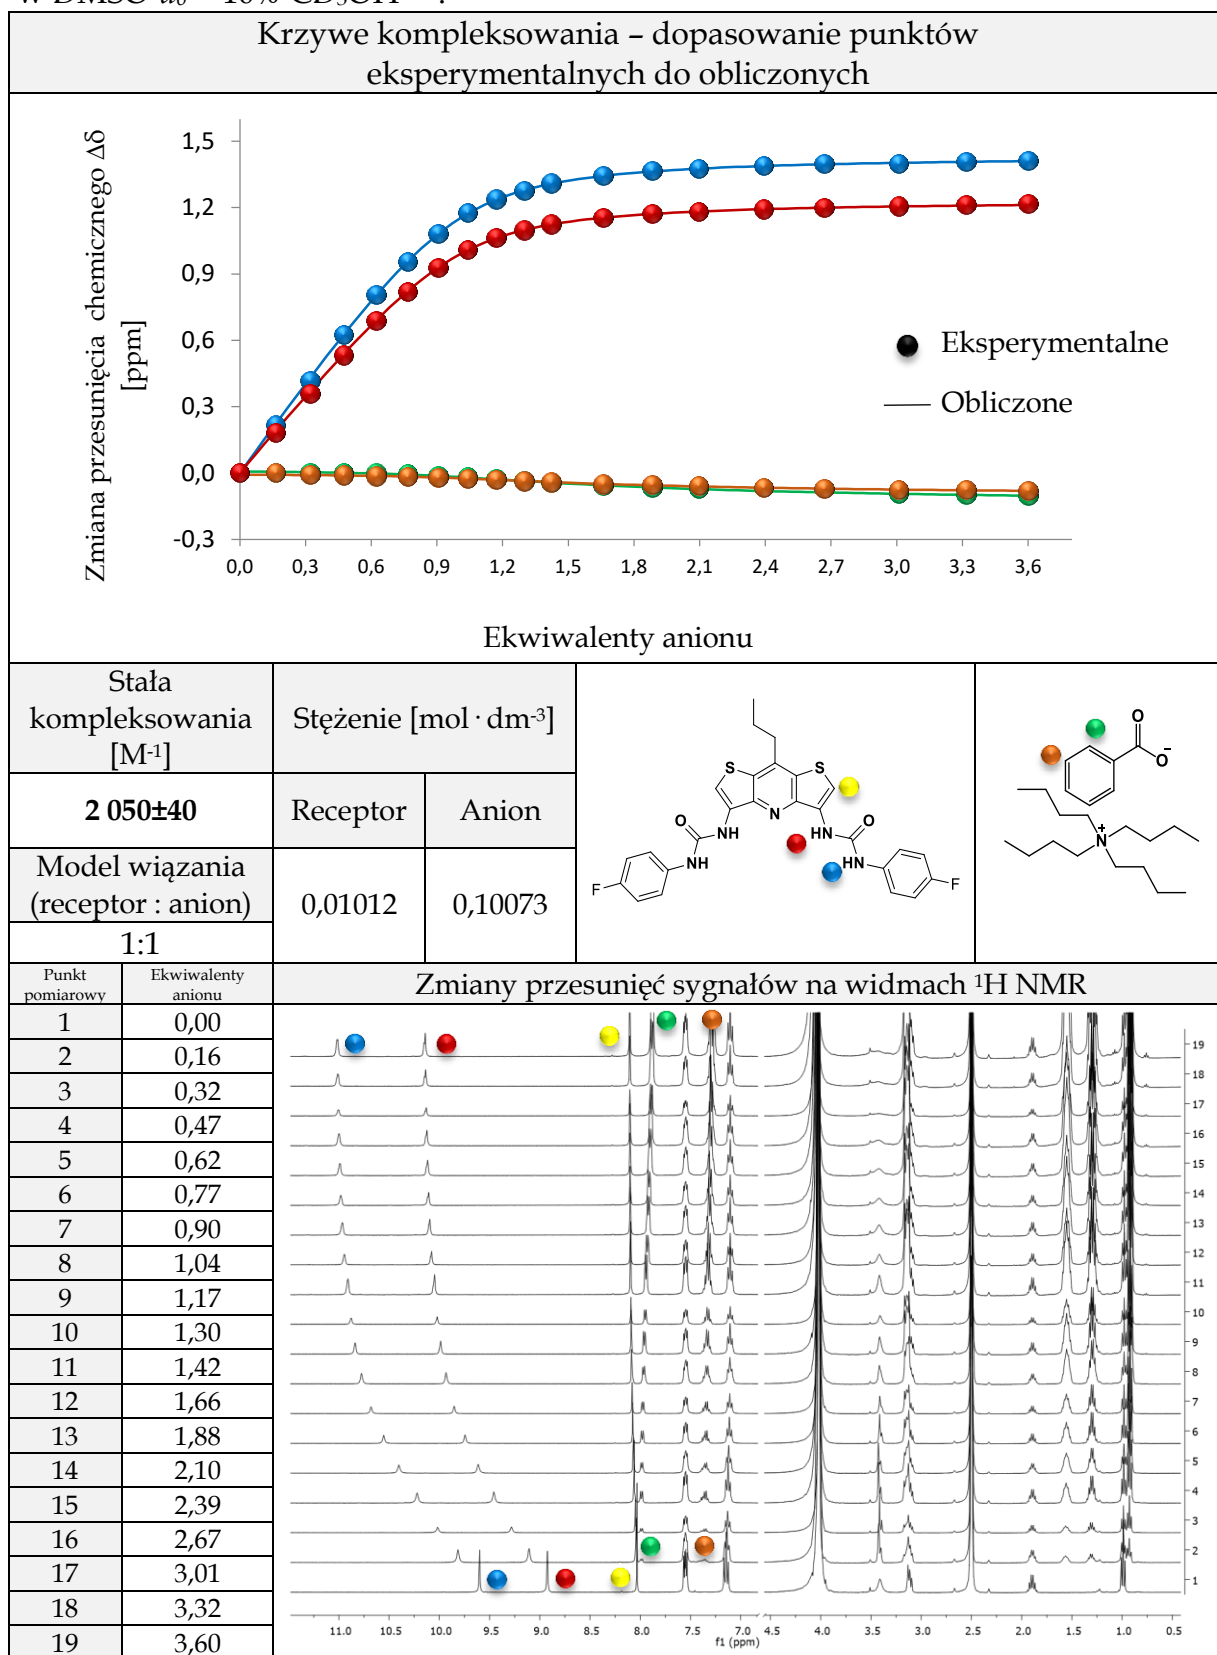 w DMSO-d6 + 10% CD3OH
Krzywe kompleksowania – dopasowanie punktów
eksperymentalnych do obliczonych
Zmiana przesunięcia chemicznego Δδ
[ppm]
1,5
1,2
0,9
0,6
0,3
0,0
-0,3
0,0 0,3 0,6 0,9 1,2 1,5 1,8 2,1 2,4 2,7 3,0 3,3 3,6
Eksperymentalne
Obliczone
Ekwiwalenty anionu
Stała
kompleksowania
[M-1]
Stężenie [mol · dm-3]
2 050±40
Receptor
Anion
Model wiązania
(receptor : anion)
0,01012
0,10073
1:1
S S
N
O NH NH O
NH HN
F F
O
O-
N+
Punkt
pomiarowy
Ekwiwalenty
anionu
Zmiany przesunięć sygnałów na widmach 1H NMR
1 0,00
2 0,16
3 0,32
4 0,47
5 0,62
6 0,77
7 0,90
8 1,04
9 1,17
10 1,30
11 1,42
12 1,66
13 1,88
14 2,10
15 2,39
16 2,67
17 3,01
18 3,32
19 3,60
19
18
17
16
15
14
13
12
11
10
9
8
7
6
5
4
3
2
1
11.0 10.5 10.0 9.5 9.0 8.5 8.0 7.5 7.0 4.5 4.0 3.5 3.0 2.5 2.0 1.5 1.0 0.5
f1 (ppm)